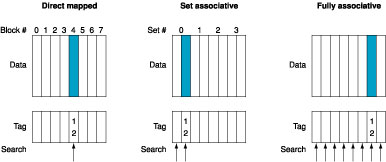 Direct mapped
Set associative
Fully associative
Block # 0 1 2 3 4 5 6 7
Set # 0 1 2 3
Data
Data
Data
Tag 1 2
Tag 1 2
Tag 1 2
Search
Search
Search